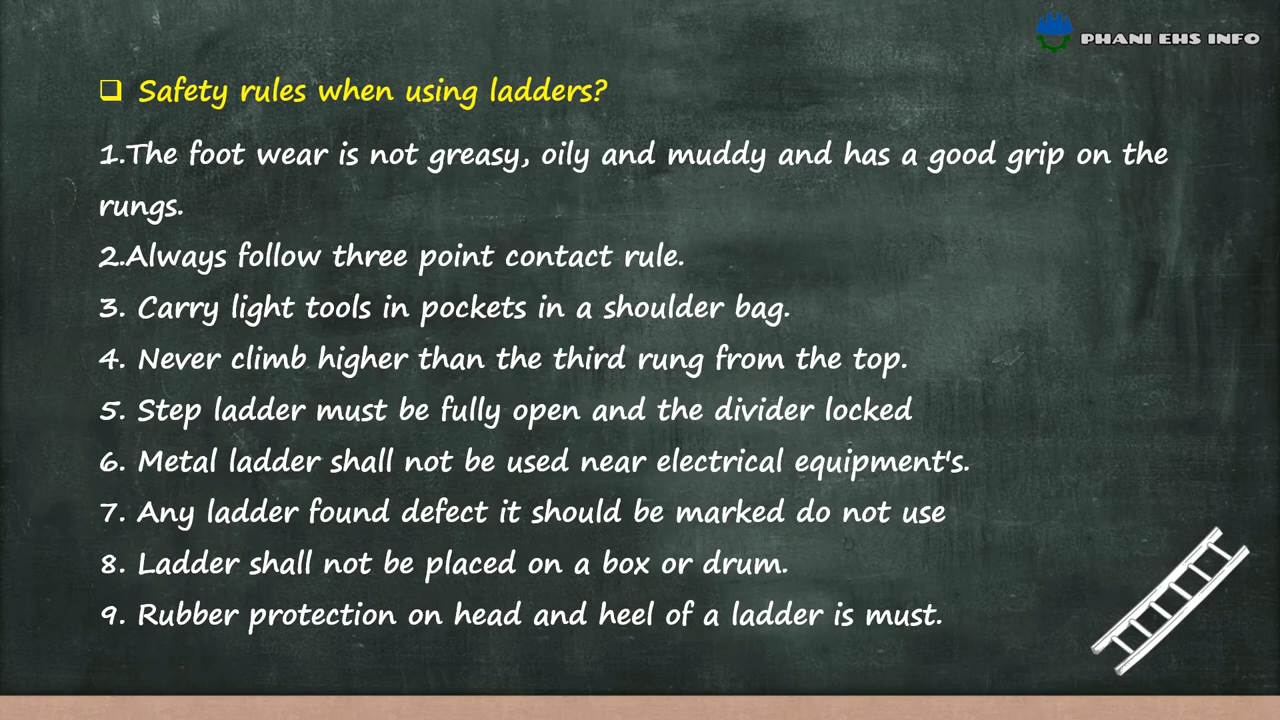 PHANI EHS INFO
❑ Safety rules when using ladders?
1.The foot wear is not greasy, oily and muddy and has a good grip on the
rungs.
2.Always follow three point contact rule.
3. Carry light tools in pockets in a shoulder bag.
4. Never climb higher than the third rung from the top.
5. Step ladder must be fully open and the divider locked
6. Metal ladder shall not be used near electrical equipment's.
7. Any ladder found defect it should be marked do not use
8. Ladder shall not be placed on a box or drum.
9. Rubber protection on head and heel of a ladder is must.